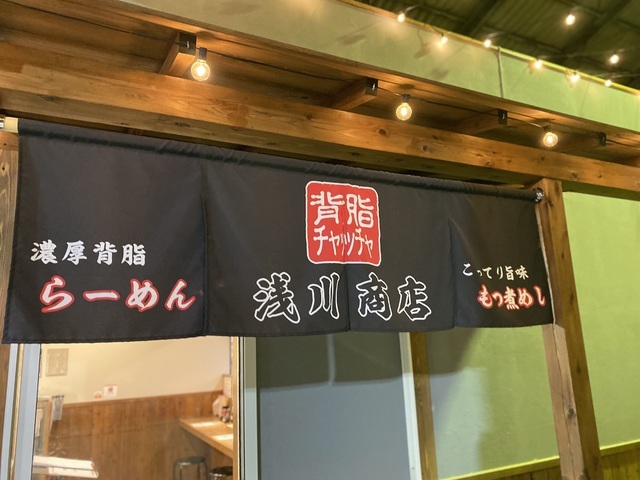 濃厚背脂
らーめん
背脂
チャッチャ
浅川商店
こってり旨味
もつ煮めし